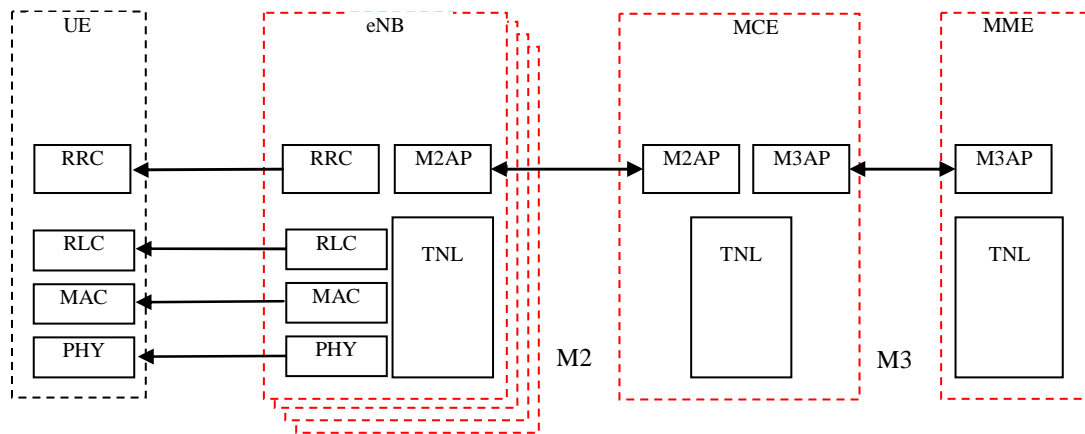 UE
eNB
MCE
MME
RRC
RRC
M2AP
M2AP
M3AP
M3AP
RLC
RLC
TNL
TNL
TNL
MAC
MAC
PHY
PHY
M2
M3